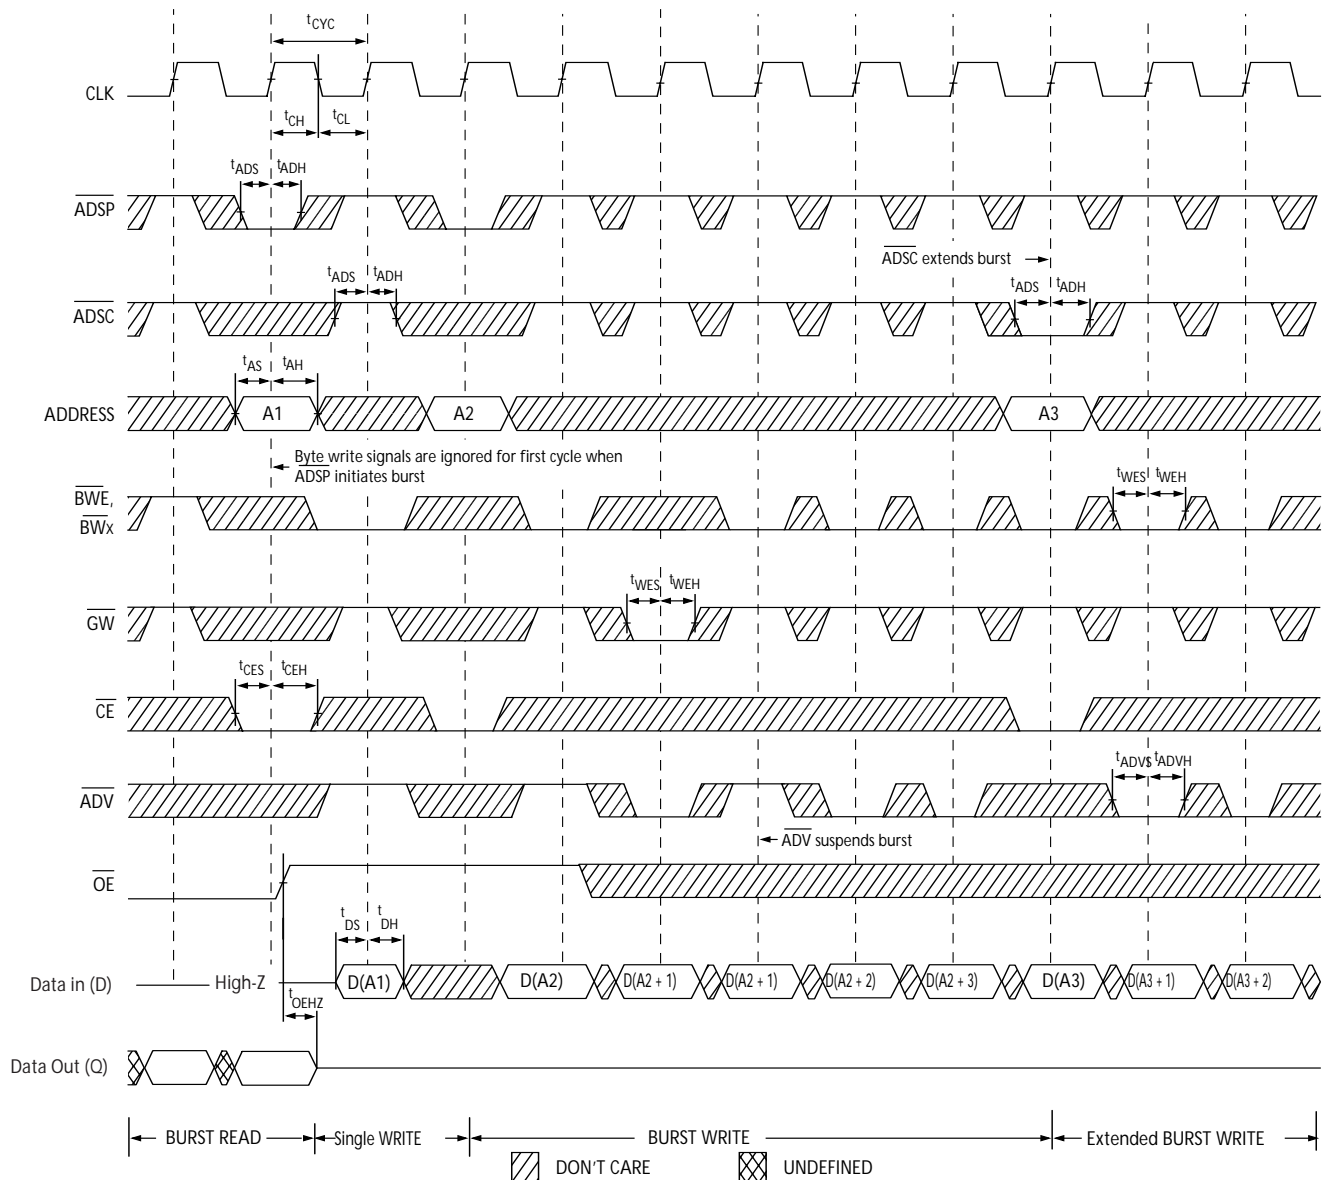 tCYC
CLK
tCH
tCL
tADS
tADH
ADSP
ADSC extends burst
tADS
tADH
tADS
tADH
ADSC
tAS
tAH
ADDRESS
A1
A2
A3
Byte write signals are ignored for first cycle when
ADSP initiates burst
BWE,
BWx
tWES
tWEH
tWES
tWEH
GW
tCES
tCEH
CE
tADVS
tADVH
ADV
ADV suspends burst
OE
tDS
tDH
Data in (D)
High-Z
D(A1)
D(A2)
D(A2 + 1)
D(A2 + 1)
D(A2 + 2)
D(A2 + 3)
D(A3)
D(A3 + 1)
D(A3 + 2)
tOEHZ
Data Out (Q)
BURST READ
Single WRITE
BURST WRITE
Extended BURST WRITE
DON'T CARE
UNDEFINED